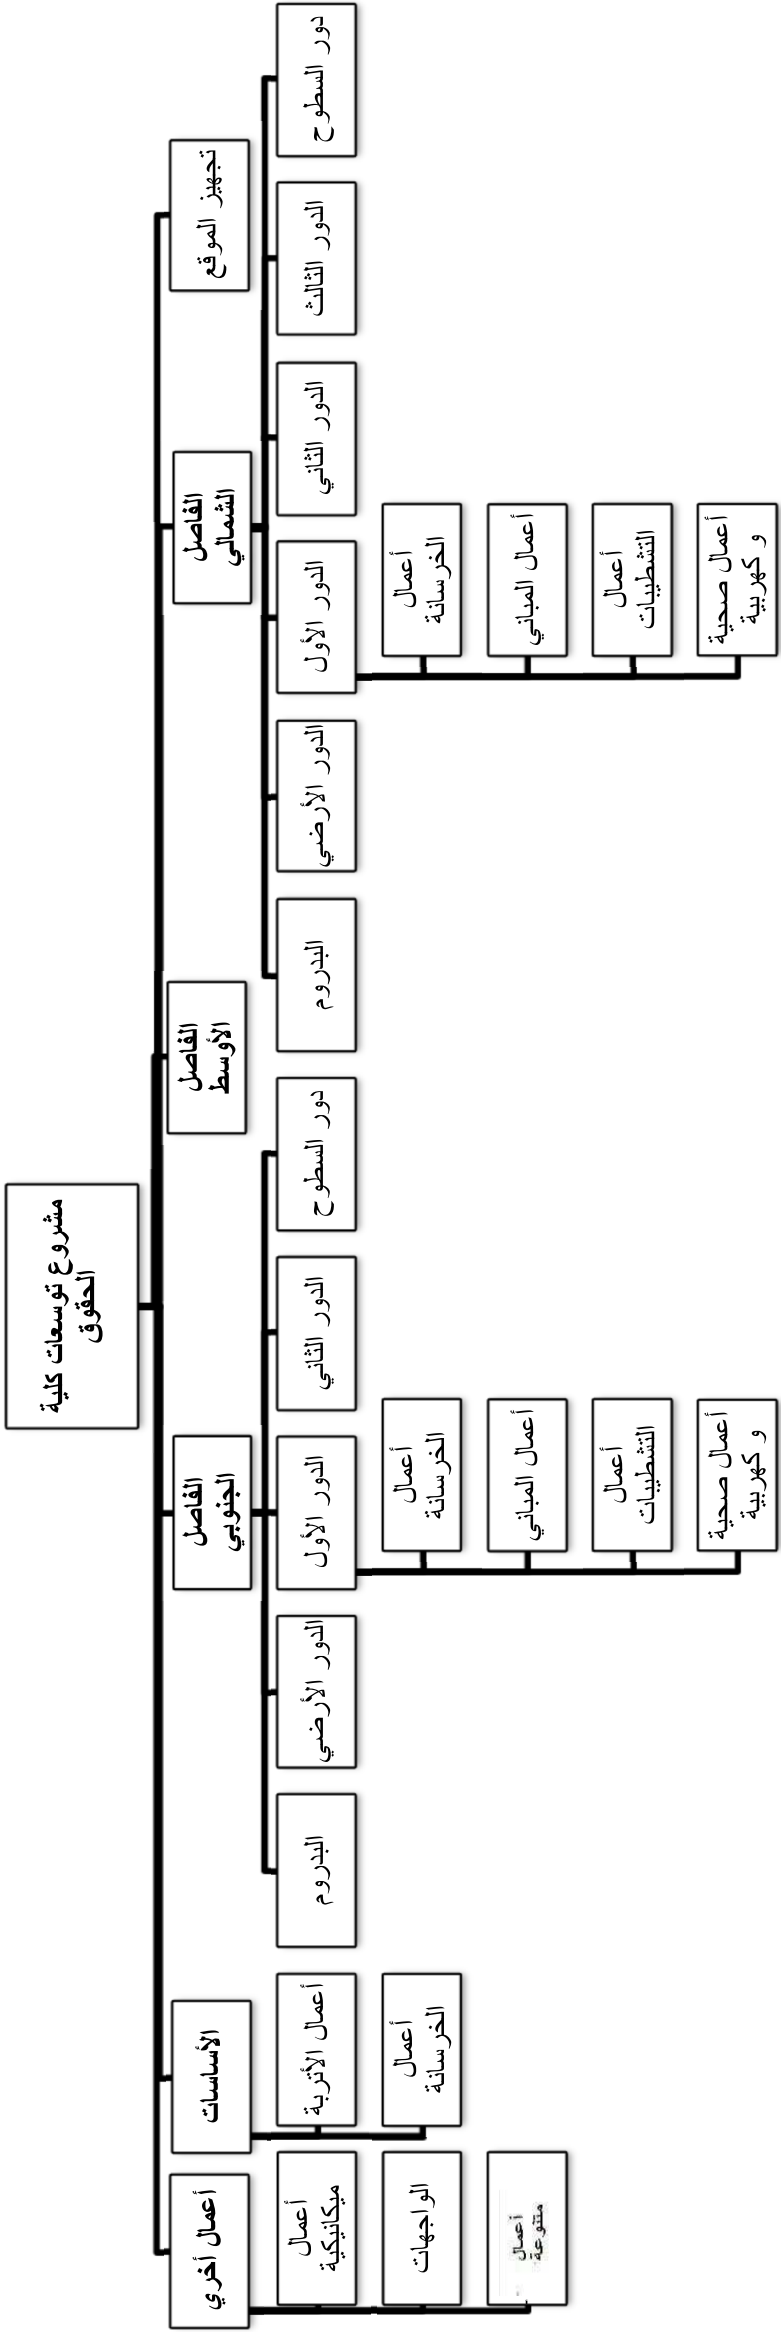 مشروع توسعات كلية
الحقوق
تجهيز الموقع
الفاصل
الشمالي
الفاصل
الأوسط
الفاصل
الجنوبي
الأساسات
أعمال أخري
دور السطوح
الدور الثالث
الدور الثاني
الدور الأول
الدور الأرضي
البدروم
أعمال
الخرسانة
أعمال المباني
أعمال
التشطيبات
أعمال صحية
و كهربية
دور السطوح
الدور الثاني
الدور الأول
الدور الأرضي
البدروم
أعمال
الخرسانة
أعمال المباني
أعمال
التشطيبات
أعمال صحية
و كهربية
أعمال الأتربة
أعمال
الخرسانة
أعمال
ميكانيكية
الواجهات
أعمال
متنوعة